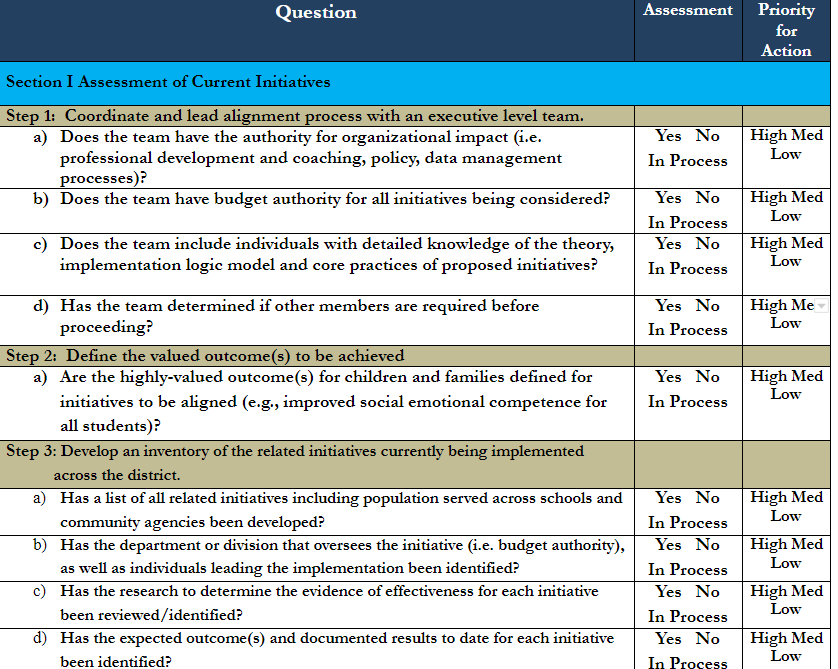 Question
Assessment
Priority
for
Action
Section I Assessment of Current Initiatives
Step 1: Coordinate and lead alignment process with an executive level team.
a) Does the team have the authority for organizational impact (i.e.
professional development and coaching, policy, data management
processes)?
Yes No
In Process
High Med
Low
b) Does the team have budget authority for all initiatives being considered?
Yes No
In Process
High Med
Low
c) Does the team include individuals with detailed knowledge of the theory,
implementation logic model and core practices of proposed initiatives?
Yes No
In Process
High Med
Low
d) Has the team determined if other members are required before
proceeding?
Yes No
In Process
High Me
Low
Step 2: Define the valued outcome(s) to be achieved
a) Are the highly-valued outcome(s) for children and families defined for
initiatives to be aligned (e.g., improved social emotional competence for
all students)?
Yes No
In Process
High Med
Low
Step 3: Develop an inventory of the related initiatives currently being implemented
across the district.
a) Has a list of all related initiatives including population served across schools and
community agencies been developed?
Yes No
In Process
High Med
Low
b) Has the department or division that oversees the initiative (i.e. budget authority),
as well as individuals leading the implementation been identified?
Yes No
In Process
High Med
Low
c) Has the research to determine the evidence of effectiveness for each initiative
been reviewed/identified?
Yes No
In Process
High Med
Low
d) Has the expected outcome(s) and documented results to date for each initiative
been identified?
Yes No
In Process
High Med
Low